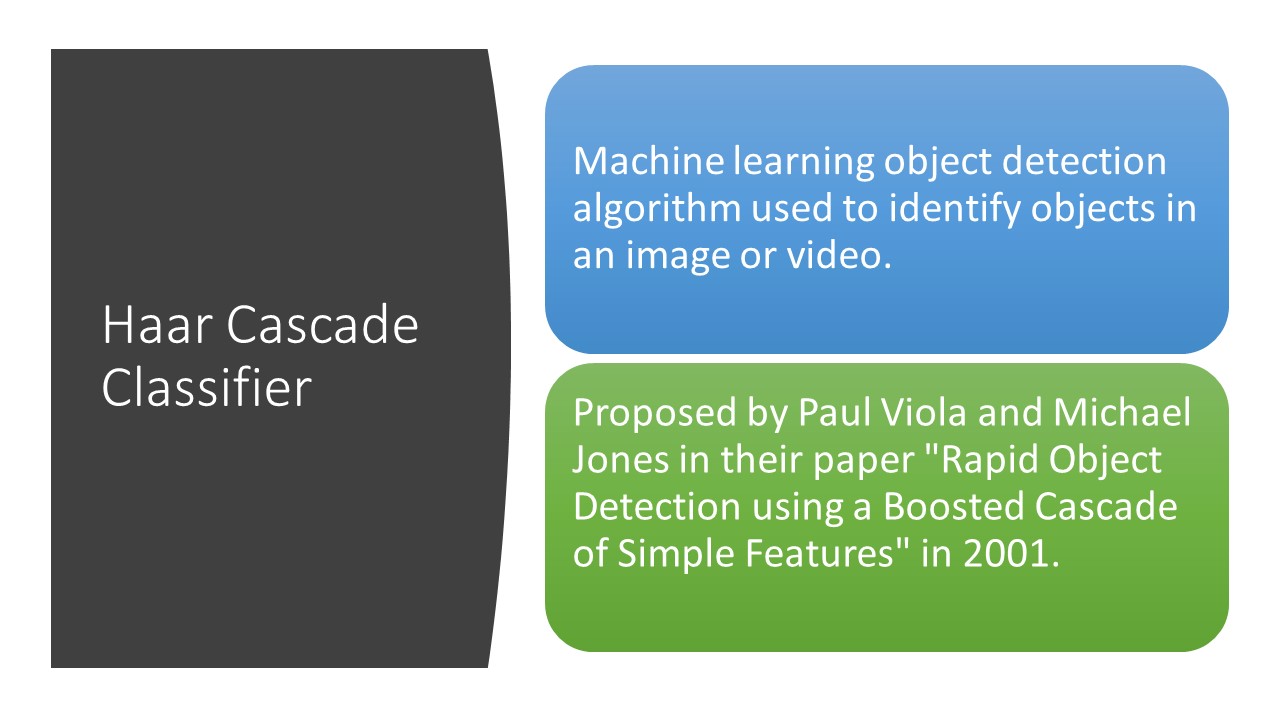 Haar Cascade
Classifier
Machine learning object detection
algorithm used to identify objects in
an image or video.
Proposed by Paul Viola and Michael
Jones in their paper "Rapid Object
Detection using a Boosted Cascade
of Simple Features" in 2001.